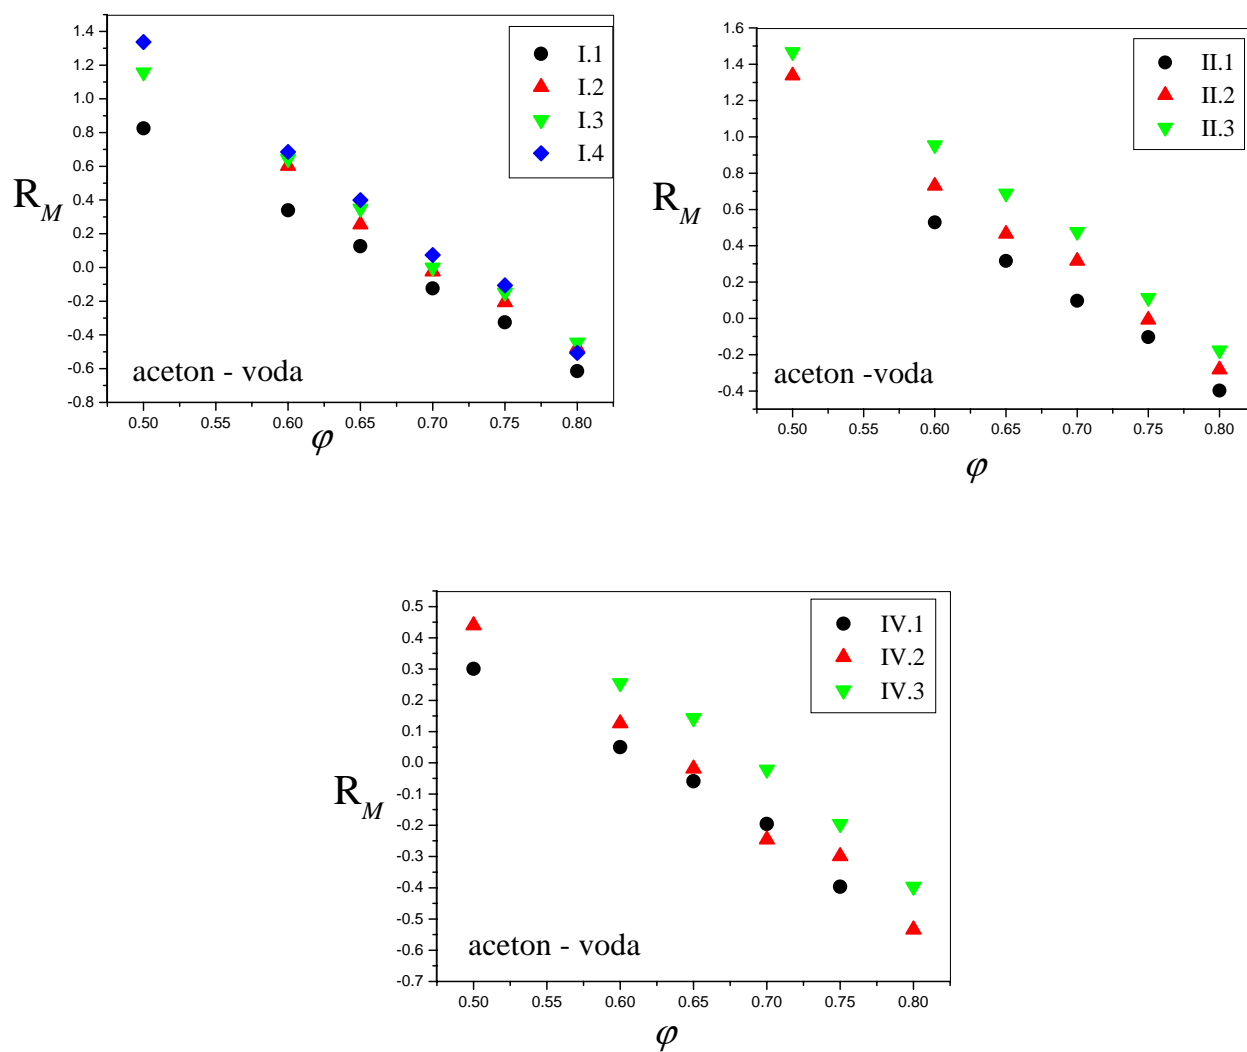 1.4
1.2
1.0
0.8
0.6
0.4
0.2
0.0
-0.2
-0.4
-0.6
-0.8
R_M
I.1
I.2
I.3
I.4
aceton - voda
0.50 0.55 0.60 0.65 0.70 0.75 0.80
φ
1.6
1.4
1.2
1.0
0.8
0.6
0.4
0.2
0.0
-0.2
-0.4
R_M
II.1
II.2
II.3
aceton -voda
0.50 0.55 0.60 0.65 0.70 0.75 0.80
φ
0.5
0.4
0.3
0.2
0.1
0.0
-0.1
-0.2
-0.3
-0.4
-0.5
-0.6
-0.7
R_M
IV.1
IV.2
IV.3
aceton - voda
0.50 0.55 0.60 0.65 0.70 0.75 0.80
φ